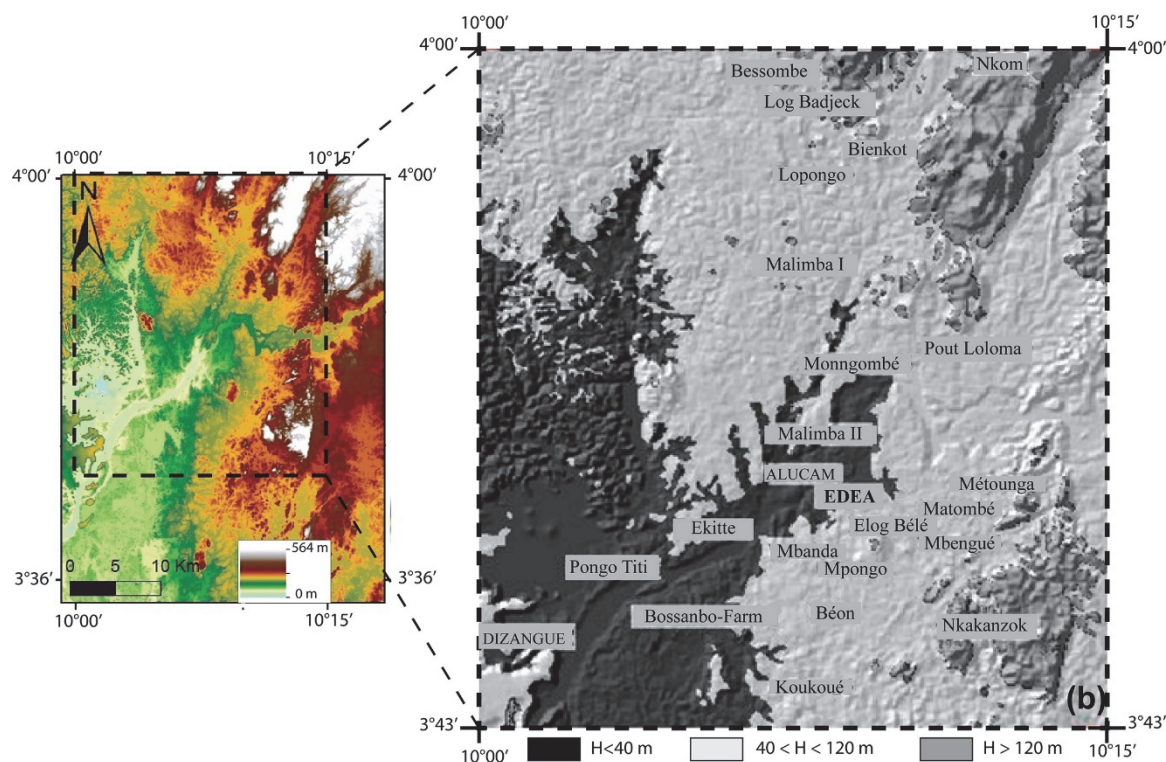 10°00′
10°15′
4°00′
4°00′
10°00′
10°15′
4°00′
4°00′
N
564 m
0 m
0 5 10 Km
3°36′
3°36′
10°00′
10°15′
Bessombe
Nkom
Log Badjeck
Bienkot
Lopongo
Malimba I
Pout Loloma
Monngombé
Malimba II
ALUCAM
Métounga
EDEA
Matombé
Ekitte
Elog Bélé
Mbengué
Mbanda
Pongo Titi
Mpongo
Bossanbo-Farm
Béon
Nkakanzok
DIZANGUE
Koukoué
(b)
3°43′
3°43′
10°00′
10°15′
H<40 m
40 < H < 120 m
H > 120 m